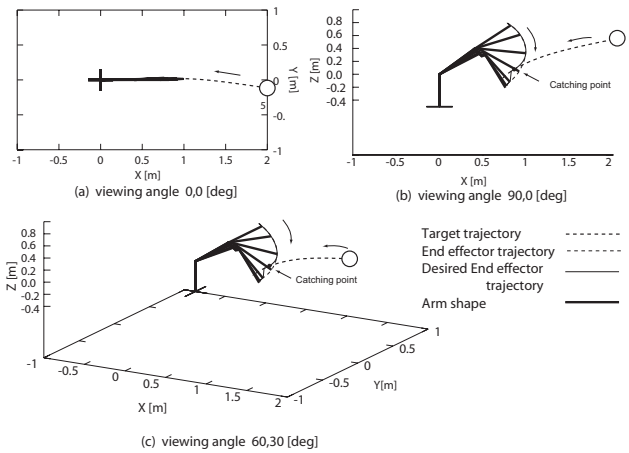 1
0.5
0
-0.
-1
Y[m]
5
-1 -0.5 0 0.5 1 1.5 2
X [m]
(a) viewing angle 0,0 [deg]
0.8
0.6
0.4
0.2
0.0
-0.2
-0.4
Z [m]
Catching point
-1 -0.5 0 0.5 1 1.5 2
X [m]
(b) viewing angle 90,0 [deg]
0.8
0.6
0.4
0.2
0.0
-0.2
-0.4
Z [m]
Catching point
-1
-0.5
0
0.5
1
1.5
2
X [m]
-1
-0.5
0
0.5
1
Y[m]
(c) viewing angle 60,30 [deg]
Target trajectory
End effector trajectory
Desired End effector
trajectory
Arm shape